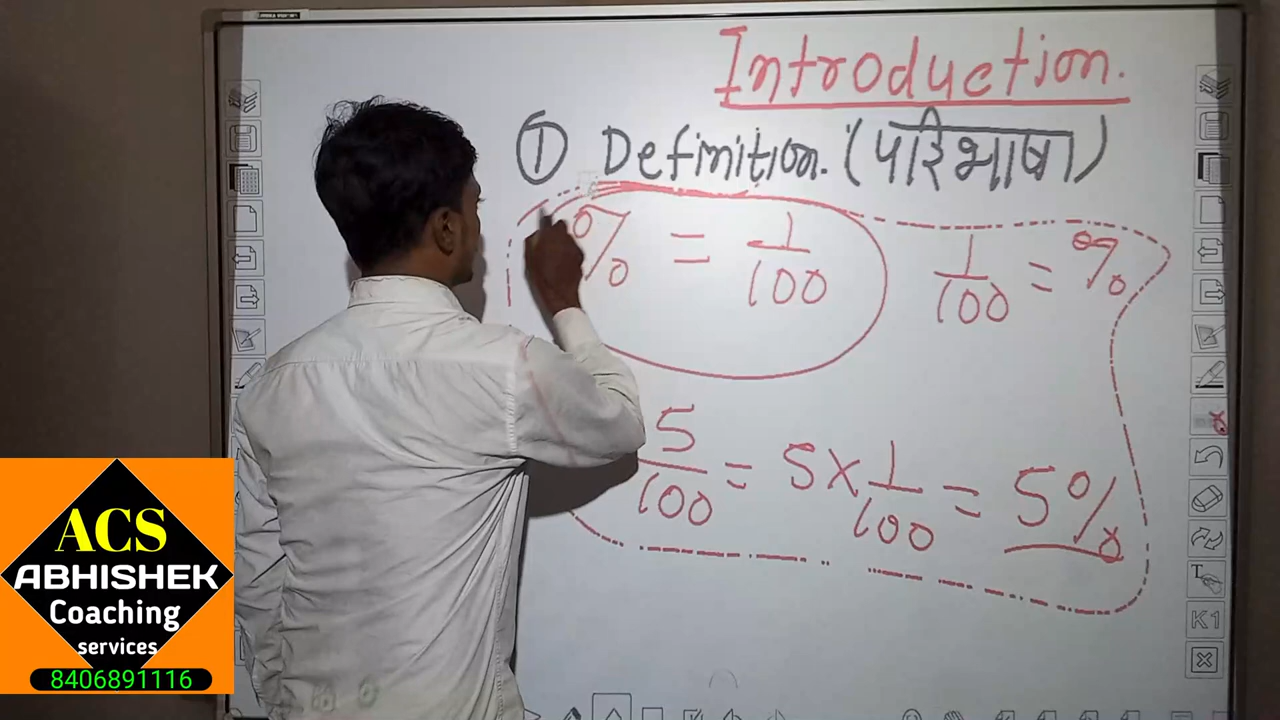 Introduction.
① Definition. (परिभाषा)
% = 1/100
1/100 = %
5/100 = 5 × 1/100 = 5%
ACS
ABHISHEK
Coaching
services
8406891116
T
K1